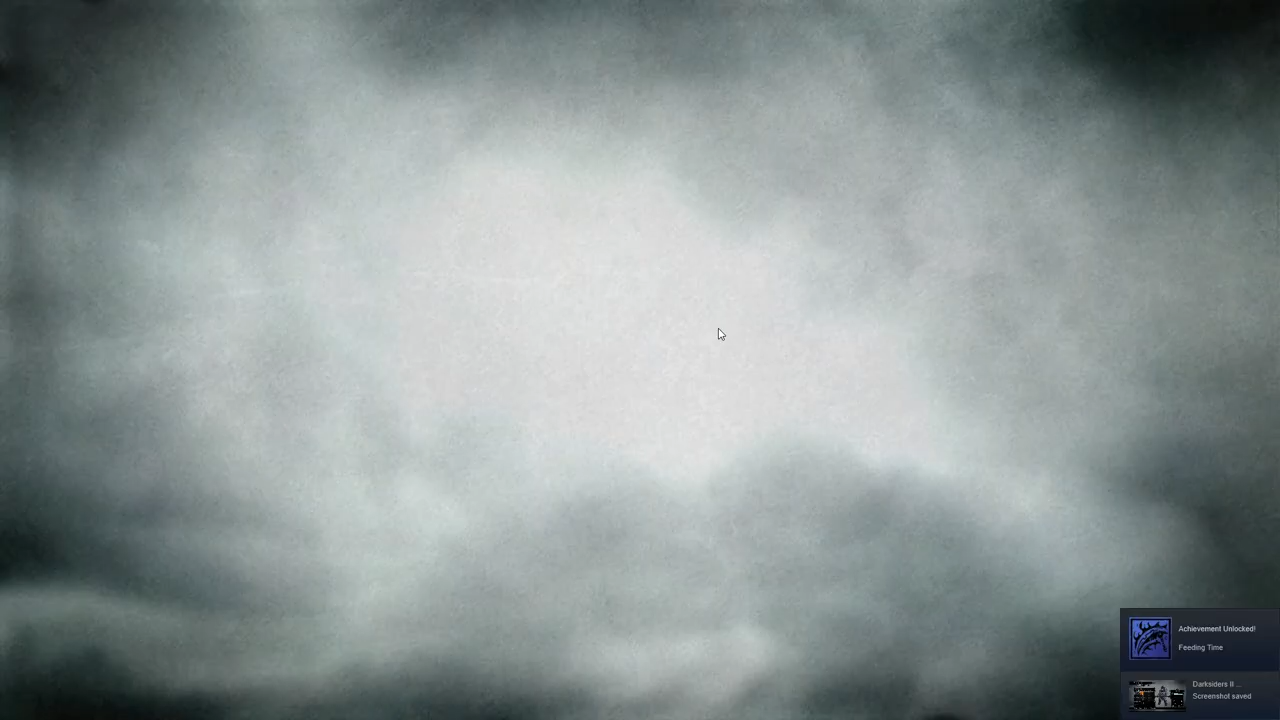 Achievement Unlocked!
Feeding Time
Darksiders II ...
Screenshot saved